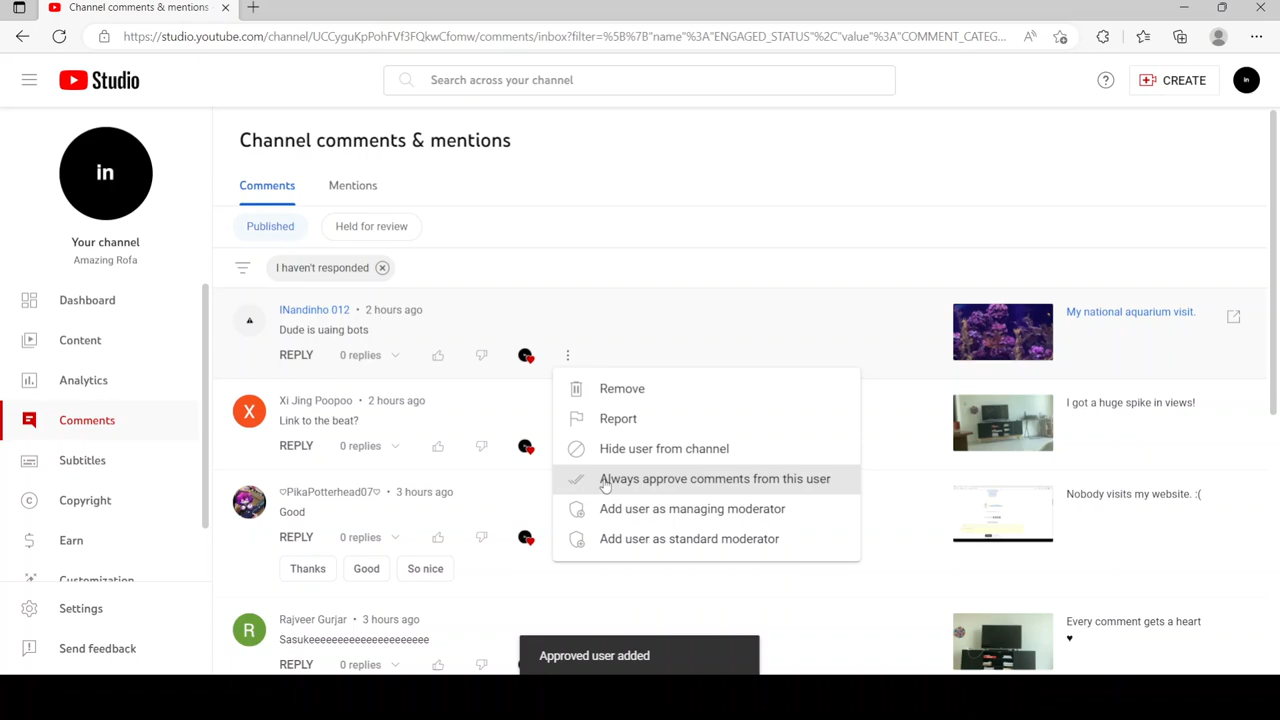 Channel comments & mentions
https://studio.youtube.com/channel/UCCyguKpPohFVf3FQkwCfomw/comments/inbox?filter=%5B%7B"name"%3A"ENGAGED_STATUS"%2C"value"%3A"COMMENT_CATEG...
Studio
Search across your channel
CREATE
in
in
Your channel
Amazing Rofa
Dashboard
Content
Analytics
Comments
Subtitles
Copyright
Earn
Customization
Settings
Send feedback
Channel comments & mentions
Comments
Mentions
Published
Held for review
I haven't responded
INandinho 012 • 2 hours ago
Dude is uaing bots
REPLY 0 replies
My national aquarium visit.
Remove
Report
Hide user from channel
Always approve comments from this user
Add user as managing moderator
Add user as standard moderator
X
Xi Jing Poopoo • 2 hours ago
Link to the beat?
REPLY 0 replies
I got a huge spike in views!
♡PikaPotterhead07♡ • 3 hours ago
Good
REPLY 0 replies
Thanks
Good
So nice
Nobody visits my website. :(
R
Rajveer Gurjar • 3 hours ago
Sasukeeeeeeeeeeeeeeeeeeeee
REPLY 0 replies
Every comment gets a heart
♥
Approved user added